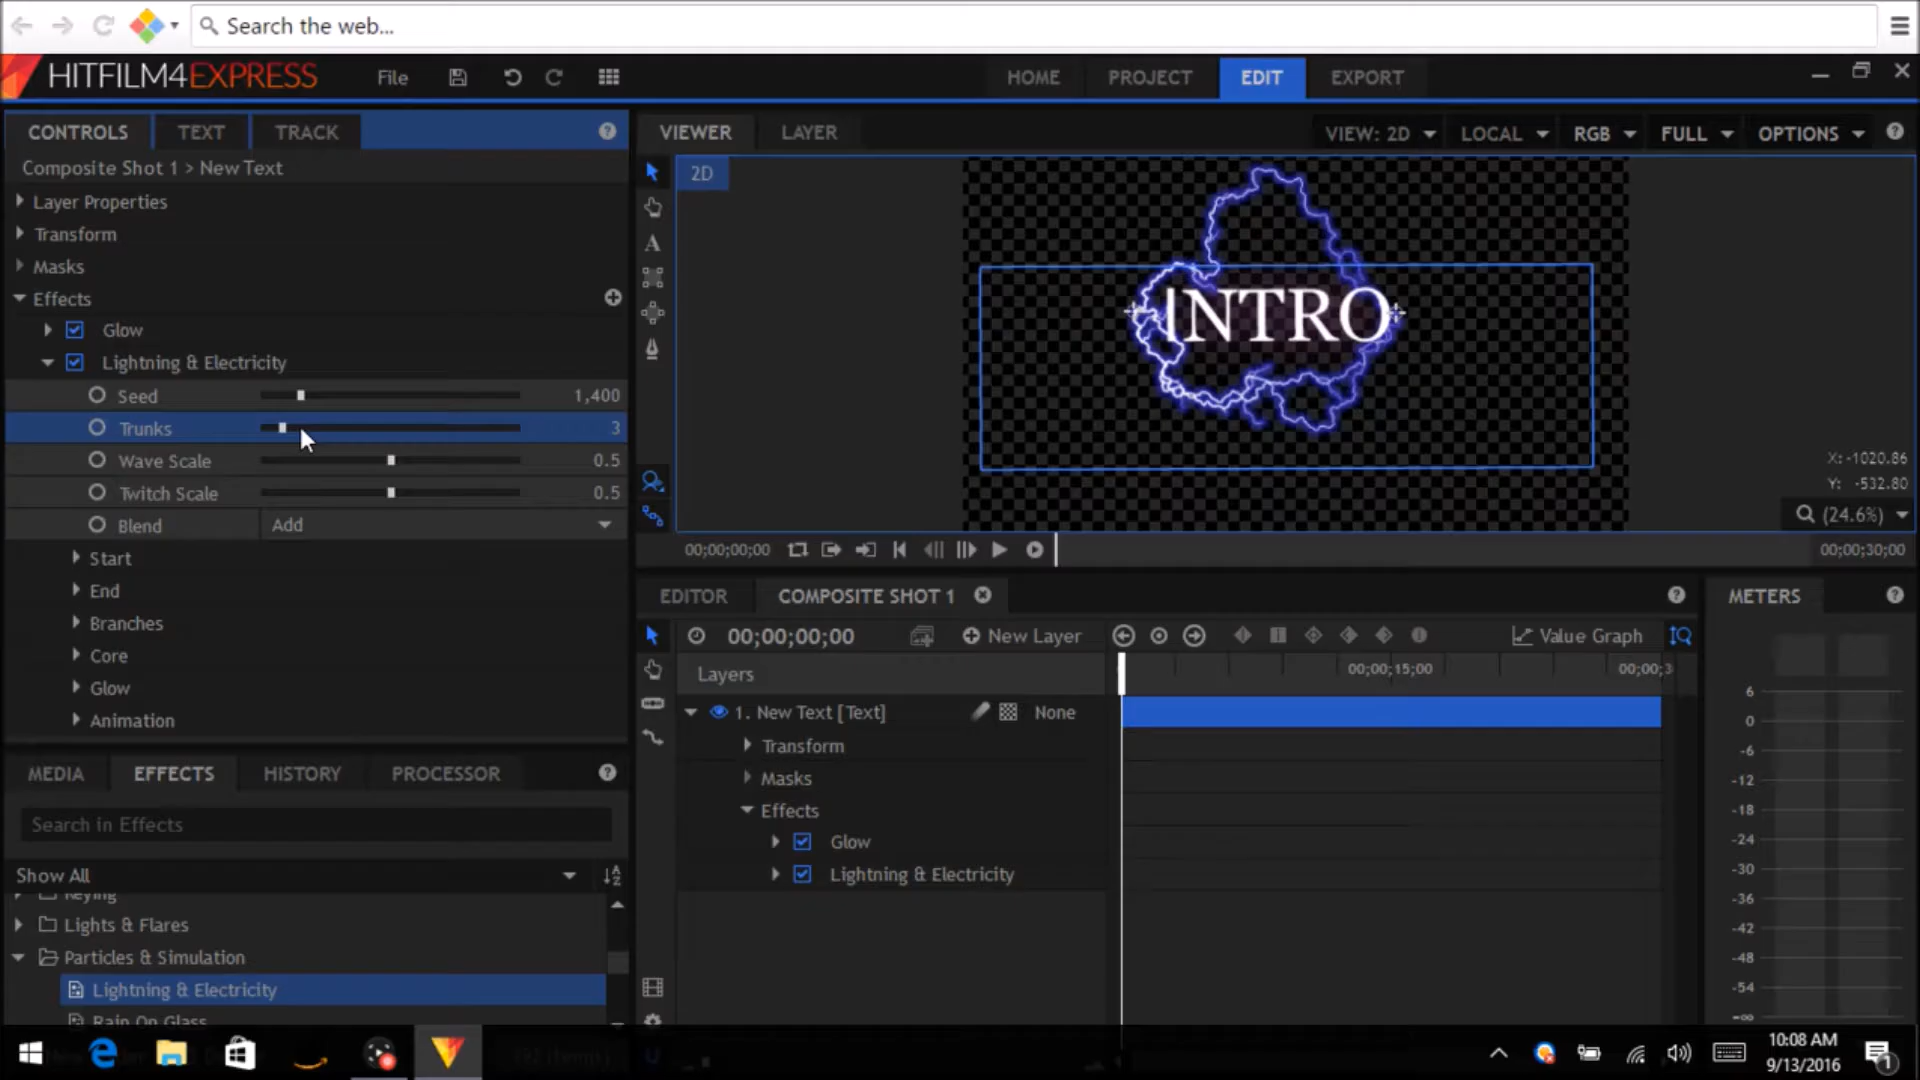 Search the web...
HITFILM4EXPRESS
File
HOME
PROJECT
EDIT
EXPORT
CONTROLS
TEXT
TRACK
Composite Shot 1 > New Text
Layer Properties
Transform
Masks
Effects
Glow
Lightning & Electricity
Seed
1,400
Trunks
3
Wave Scale
0.5
Twitch Scale
0.5
Blend
Add
Start
End
Branches
Core
Glow
Animation
VIEWER
LAYER
VIEW: 2D
LOCAL
RGB
FULL
OPTIONS
2D
INTRO
X: -1020.86
Y: -532.80
(24.6%)
00;00;00;00
00;00;30;00
MEDIA
EFFECTS
HISTORY
PROCESSOR
Search in Effects
Show All
Keying
Lights & Flares
Particles & Simulation
Lightning & Electricity
Rain On Glass
EDITOR
COMPOSITE SHOT 1
00;00;00;00
New Layer
Value Graph
Layers
00;00;15;00
00;00;3
1. New Text [Text]
None
Transform
Masks
Effects
Glow
Lightning & Electricity
METERS
6
0
-6
-12
-18
-24
-30
-36
-42
-48
-54
-∞
10:08 AM
9/13/2016
1